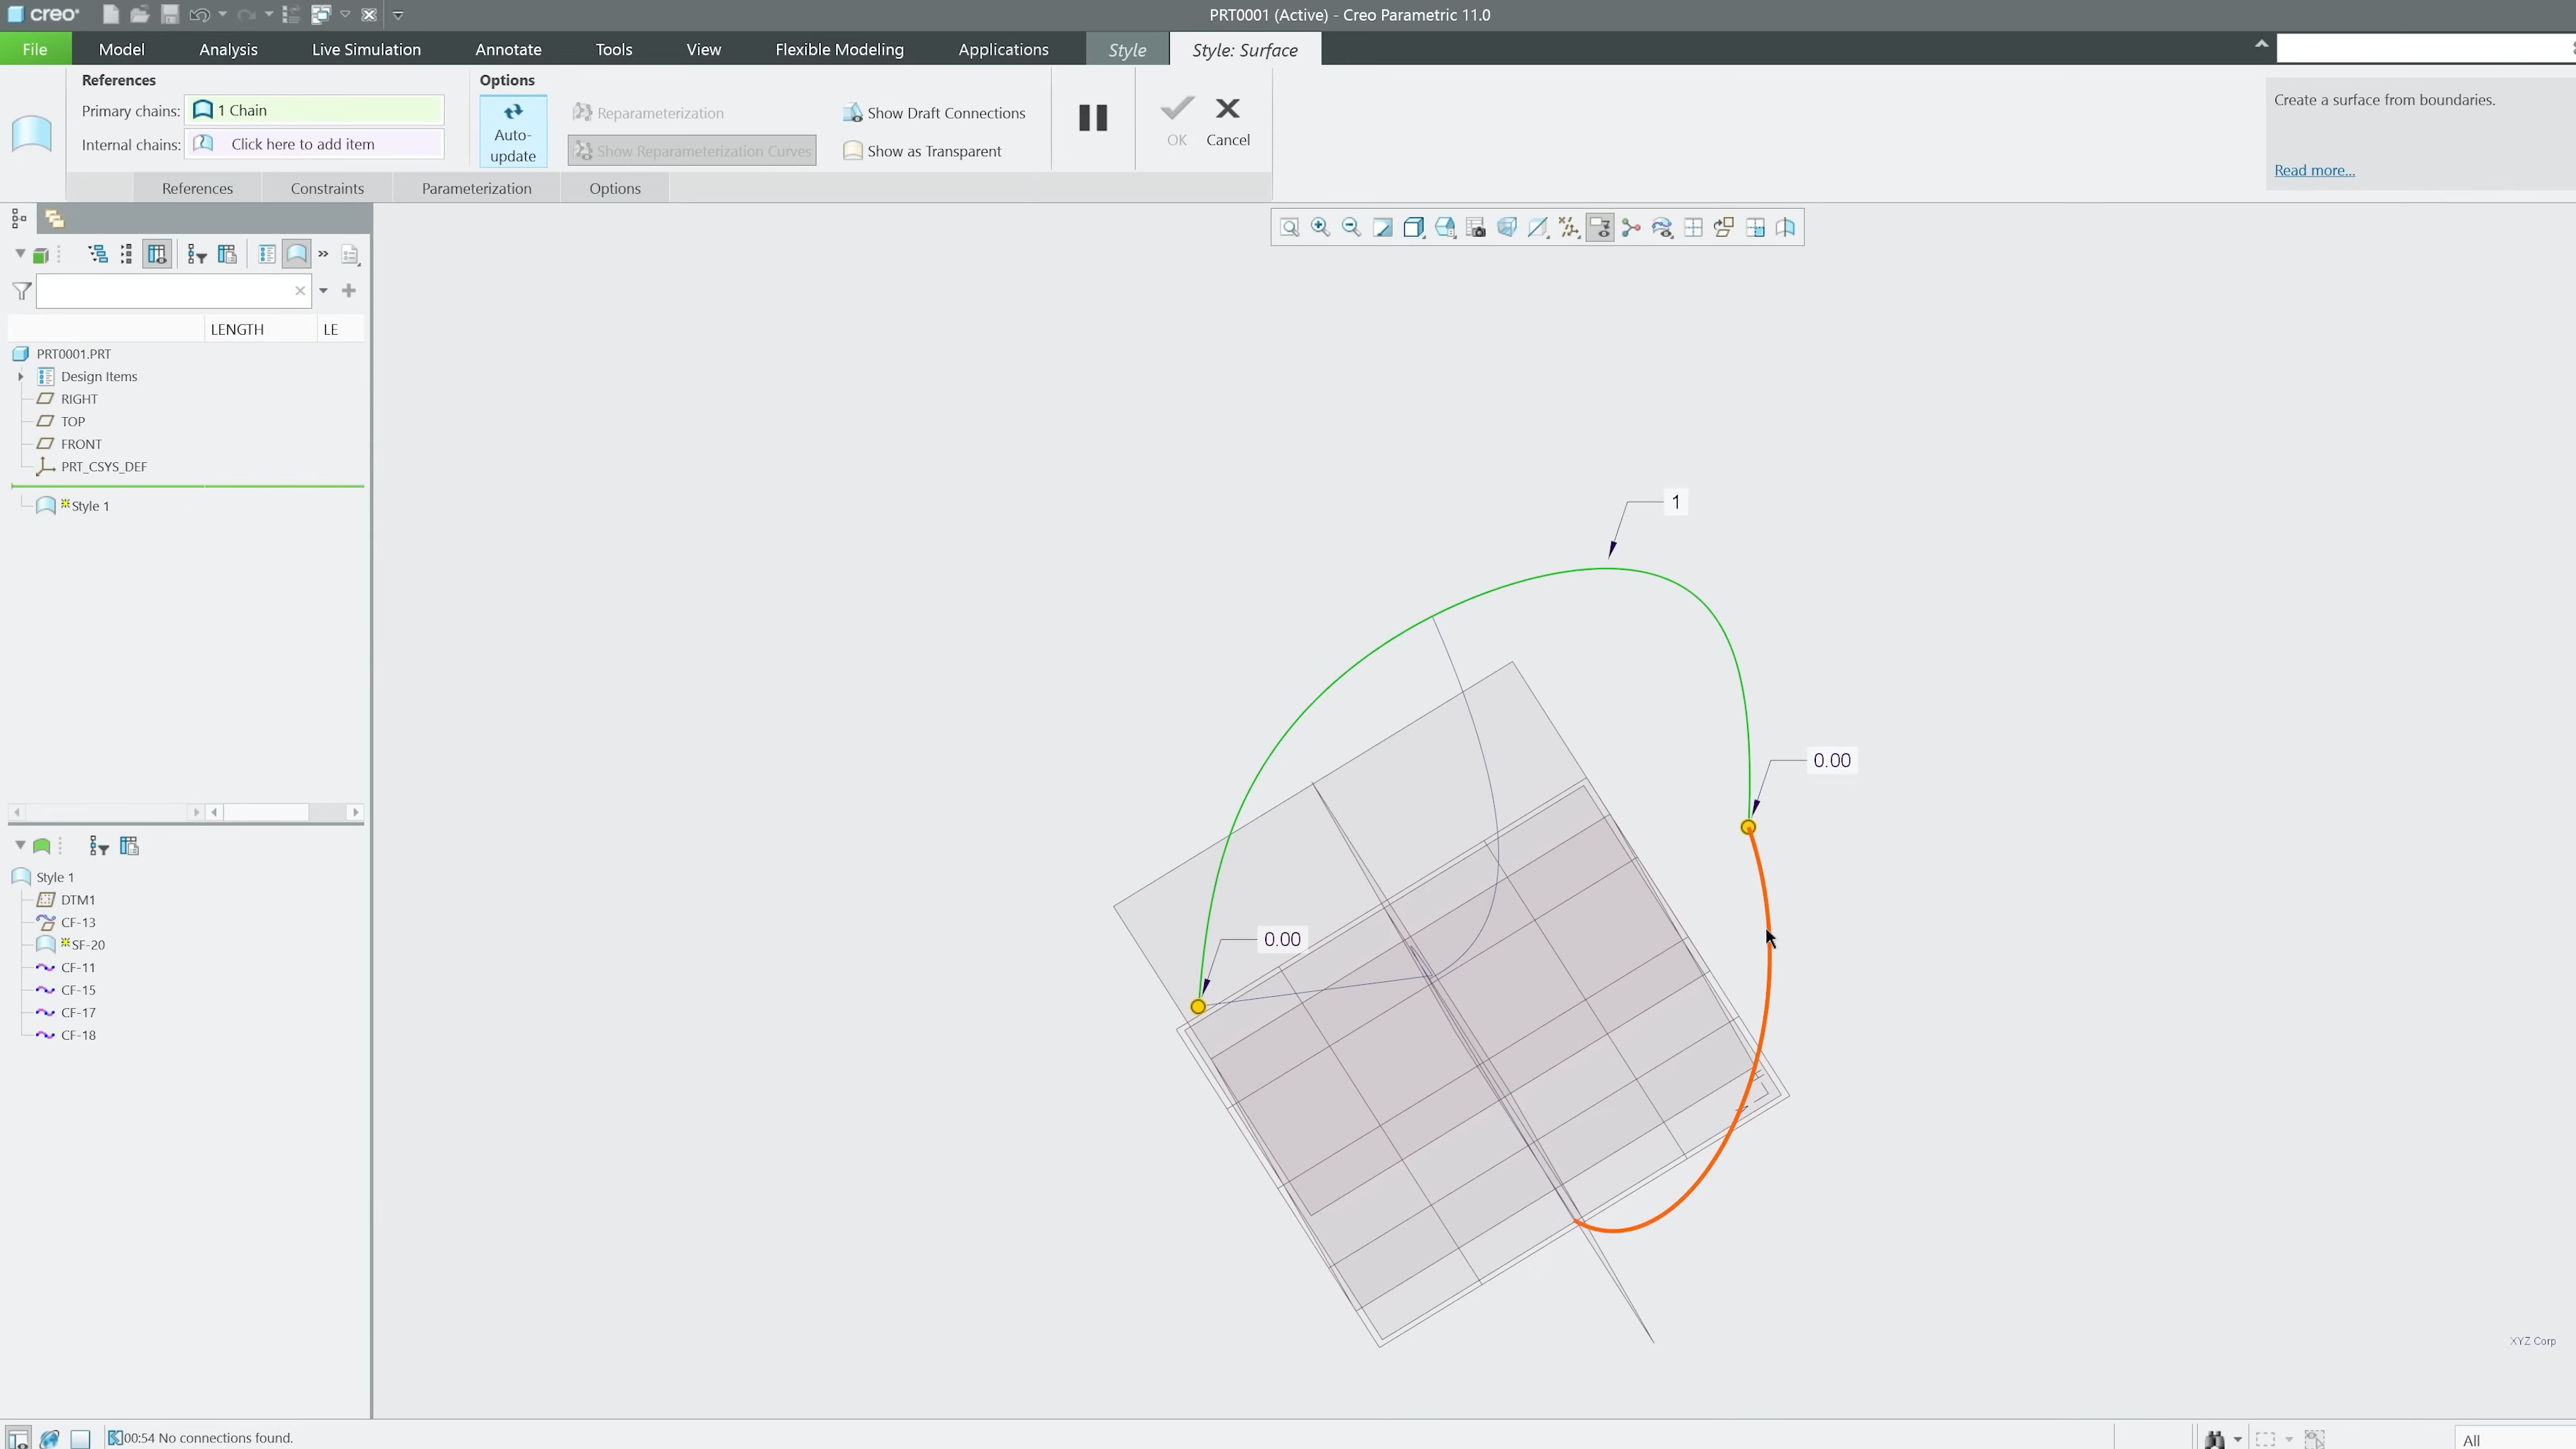 creo
PRT0001 (Active) - Creo Parametric 11.0
File Model Analysis Live Simulation Annotate Tools View Flexible Modeling Applications Style Style: Surface
References
Primary chains: 1 Chain
Internal chains: Click here to add item
Options
Auto-
update
Reparameterization
Show Reparameterization Curves
Show Draft Connections
Show as Transparent
OK Cancel
References Constraints Parameterization Options
Create a surface from boundaries.
Read more...
LENGTH LE
PRT0001.PRT
Design Items
RIGHT
TOP
FRONT
PRT_CSYS_DEF
Style 1
Style 1
DTM1
CF-13
SF-20
CF-11
CF-15
CF-17
CF-18
1
0.00
0.00
XYZ Corp
00:54 No connections found.
All